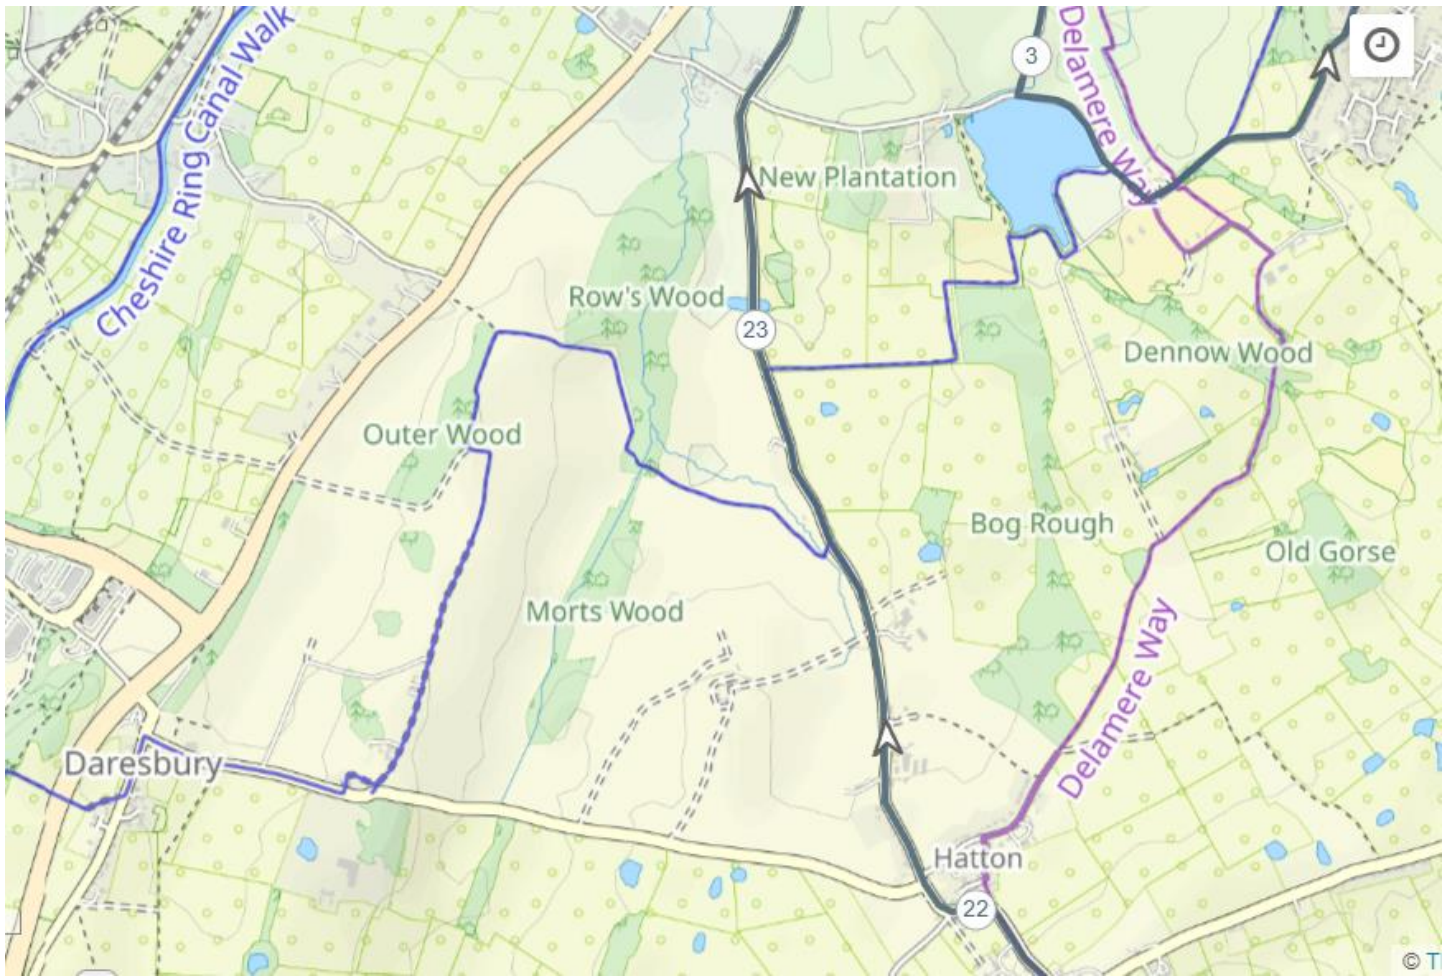 Cheshire Ring Canal Walk
3
Delamere Way
New Plantation
Row's Wood
23
Dennow Wood
Outer Wood
Bog Rough
Old Gorse
Morts Wood
Delamere Way
Daresbury
Hatton
22
© T